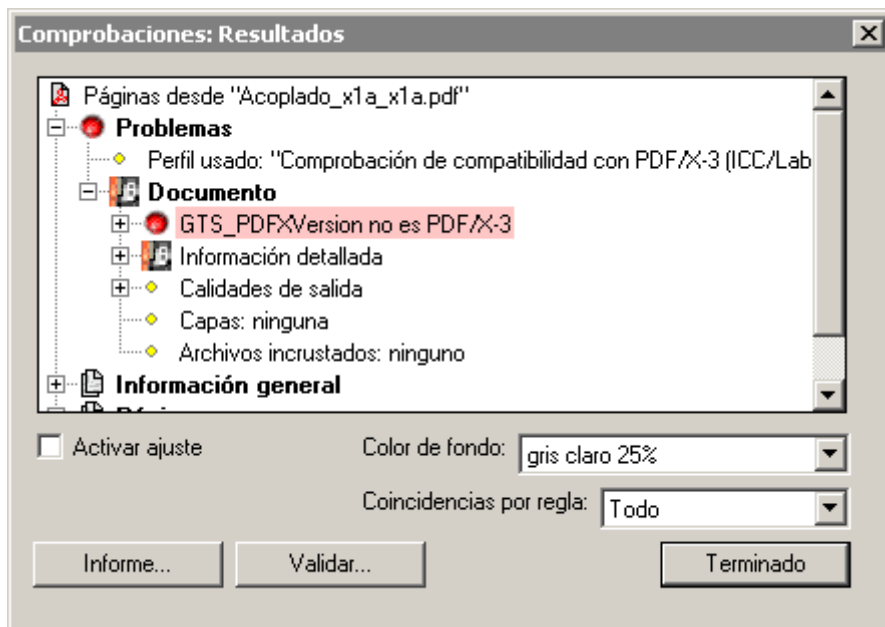 Comprobaciones: Resultados
Páginas desde "Acoplado_x1a_x1a.pdf"
Problemas
Perfil usado: "Comprobación de compatibilidad con PDF/X-3 (ICC/Lab
Documento
GTS_PDFXVersion no es PDF/X-3
Información detallada
Calidades de salida
Capas: ninguna
Archivos incrustados: ninguno
Información general
Activar ajuste
Color de fondo: gris claro 25%
Coincidencias por regla: Todo
Informe... Validar... Terminado